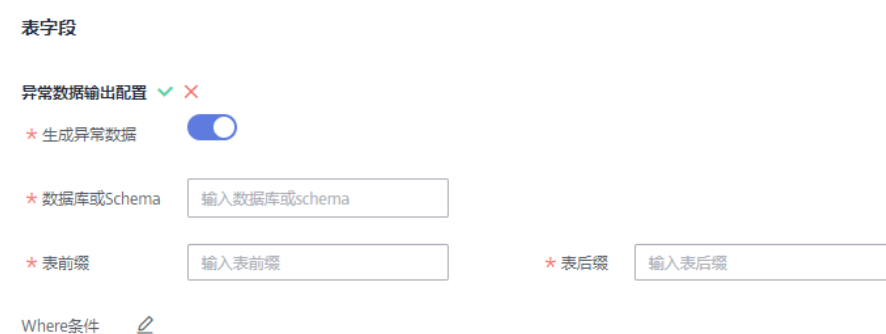 表字段
异常数据输出配置
* 生成异常数据
* 数据库或Schema 输入数据库或schema
* 表前缀 输入表前缀 * 表后缀 输入表后缀
Where条件